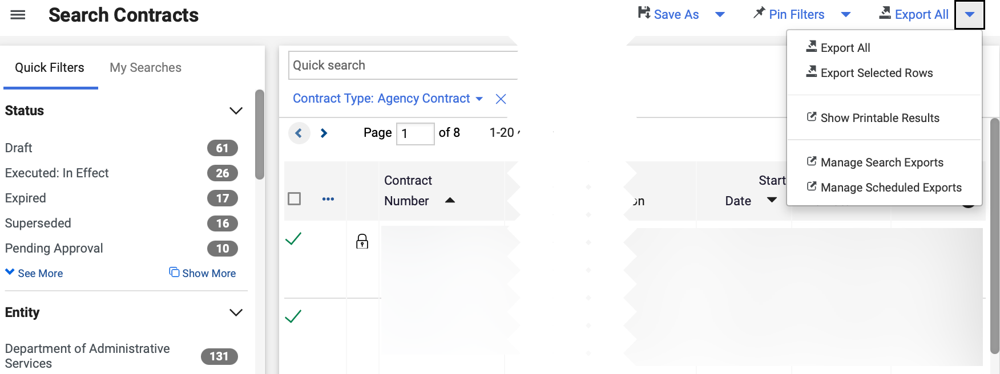 Search Contracts
Save As
Pin Filters
Export All
Export All
Export Selected Rows
Show Printable Results
Manage Search Exports
Manage Scheduled Exports
Quick Filters
My Searches
Status
Draft 61
Executed: In Effect 26
Expired 17
Superseded 16
Pending Approval 10
See More
Show More
Entity
Department of Administrative
Services 131
Quick search
Contract Type: Agency Contract
Page 1 of 8 1-20
Contract
Number
Start
Date